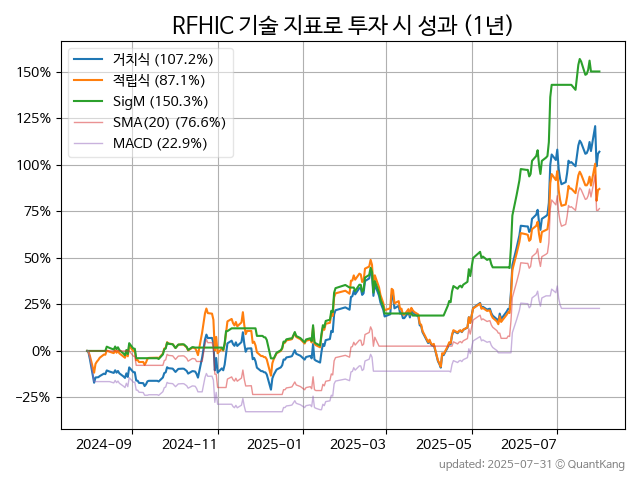 RFHIC 기술 지표로 투자 시 성과 (1년)
거치식 (107.2%)
적립식 (87.1%)
SigM (150.3%)
SMA(20) (76.6%)
MACD (22.9%)
150%
125%
100%
75%
50%
25%
0%
−25%
2024-09 2024-11 2025-01 2025-03 2025-05 2025-07
updated: 2025-07-31 © QuantKang